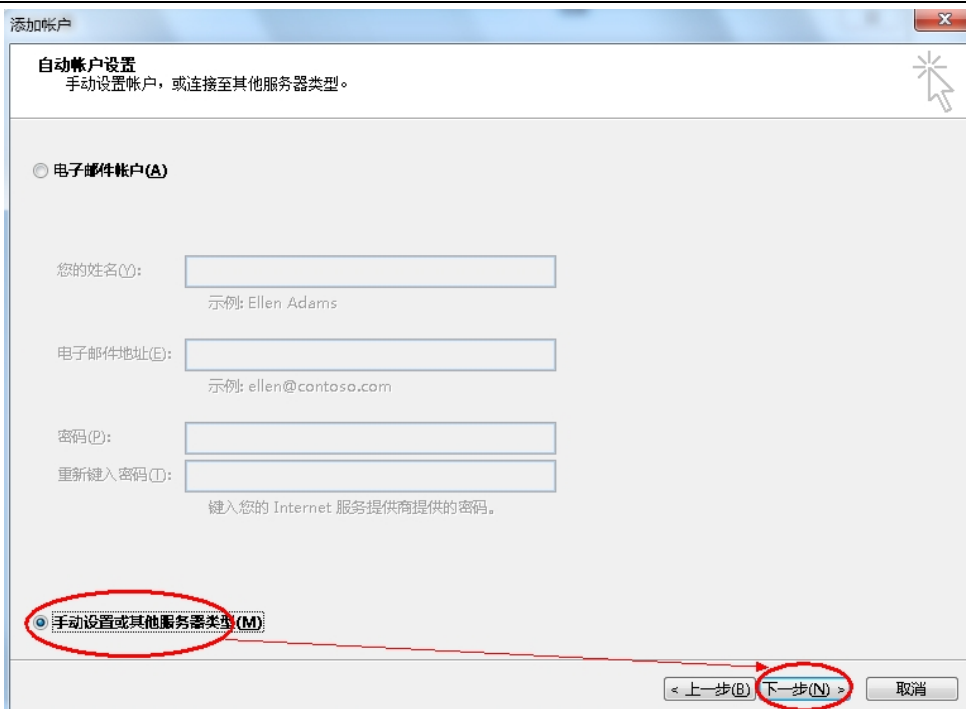 添加帐户
自动帐户设置
手动设置帐户，或连接至其他服务器类型。
电子邮件帐户(A)
您的姓名(Y):
示例: Ellen Adams
电子邮件地址(E):
示例: ellen@contoso.com
密码(P):
重新键入密码(T):
键入您的 Internet 服务提供商提供的密码。
手动设置或其他服务器类型(M)
< 上一步(B) 下一步(N) > 取消